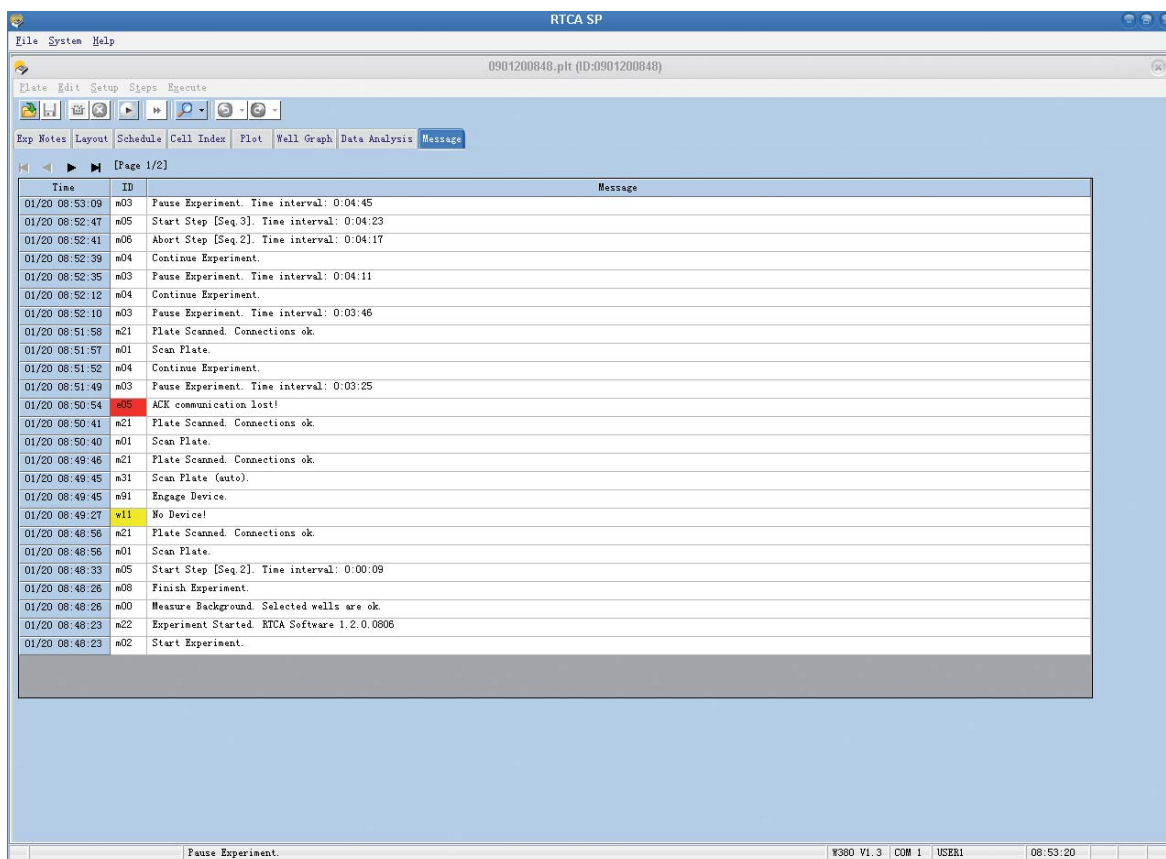 RTCA SP
File System Help
0901200848.plt (ID:0901200848)
Plate Edit Setup Steps Execute
Exp Notes Layout Schedule Cell Index Plot Well Graph Data Analysis Message
[Page 1/2]
Time ID Message
01/20 08:53:09 m03 Pause Experiment. Time interval: 0:04:45
01/20 08:52:47 m05 Start Step [Seq.3]. Time interval: 0:04:23
01/20 08:52:41 m06 Abort Step [Seq.2]. Time interval: 0:04:17
01/20 08:52:39 m04 Continue Experiment.
01/20 08:52:35 m03 Pause Experiment. Time interval: 0:04:11
01/20 08:52:12 m04 Continue Experiment.
01/20 08:52:10 m03 Pause Experiment. Time interval: 0:03:46
01/20 08:51:58 m21 Plate Scanned. Connections ok.
01/20 08:51:57 m01 Scan Plate.
01/20 08:51:52 m04 Continue Experiment.
01/20 08:51:49 m03 Pause Experiment. Time interval: 0:03:25
01/20 08:50:54 e05 ACK communication lost!
01/20 08:50:41 m21 Plate Scanned. Connections ok.
01/20 08:50:40 m01 Scan Plate.
01/20 08:49:46 m21 Plate Scanned. Connections ok.
01/20 08:49:45 m31 Scan Plate (auto).
01/20 08:49:45 m91 Engage Device.
01/20 08:49:27 w11 No Device!
01/20 08:48:56 m21 Plate Scanned. Connections ok.
01/20 08:48:56 m01 Scan Plate.
01/20 08:48:33 m05 Start Step [Seq.2]. Time interval: 0:00:09
01/20 08:48:26 m08 Finish Experiment.
01/20 08:48:26 m00 Measure Background. Selected wells are ok.
01/20 08:48:23 m22 Experiment Started. RTCA Software 1.2.0.0806
01/20 08:48:23 m02 Start Experiment.
Pause Experiment. W380 V1.3 COM 1 USER1 08:53:20